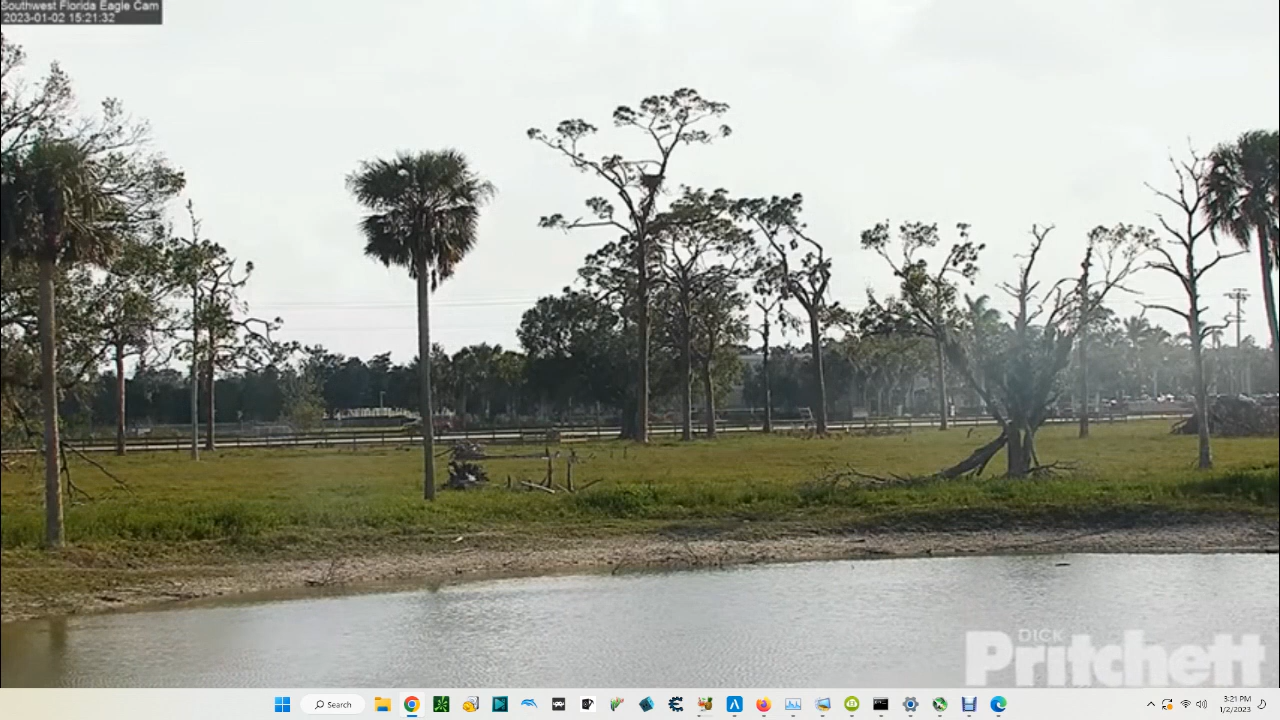 Southwest Florida Eagle Cam
2023-01-02 15:21:32
DICK
Pritchett
Search
3:21 PM
1/2/2023